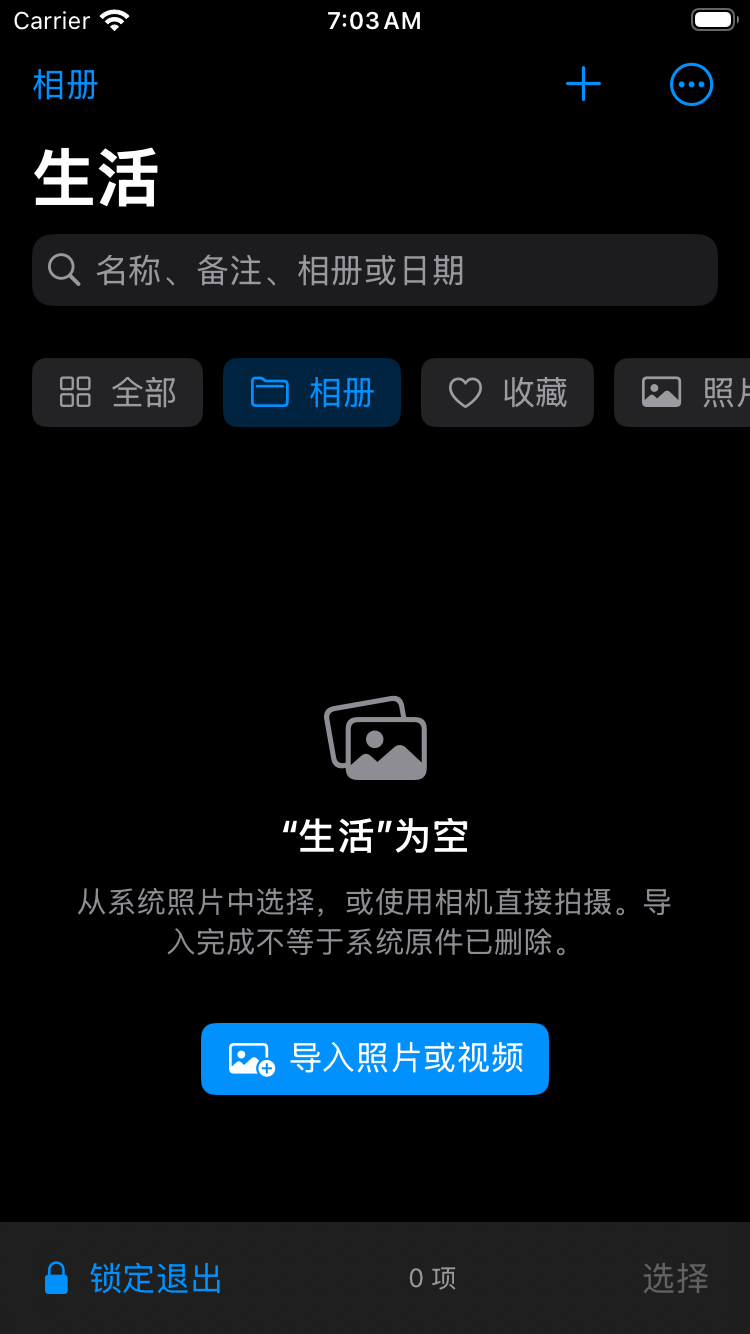 Carrier 7:03 AM
相册
生活
名称、备注、相册或日期
全部 相册 收藏 照片
“生活”为空
从系统照片中选择，或使用相机直接拍摄。导
入完成不等于系统原件已删除。
导入照片或视频
锁定退出 0 项 选择